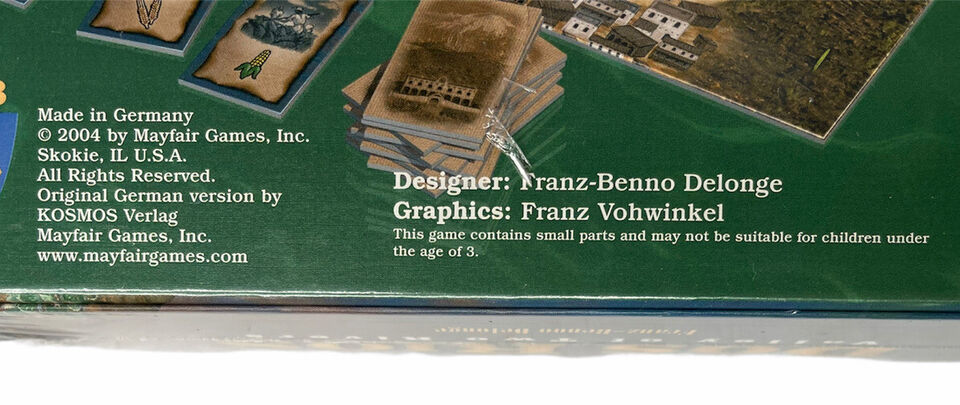 Made in Germany
© 2004 by Mayfair Games, Inc.
Skokie, IL U.S.A.
All Rights Reserved.
Original German version by
KOSMOS Verlag
Mayfair Games, Inc.
www.mayfairgames.com
Designer: Franz-Benno Delonge
Graphics: Franz Vohwinkel
This game contains small parts and may not be suitable for children under
the age of 3.